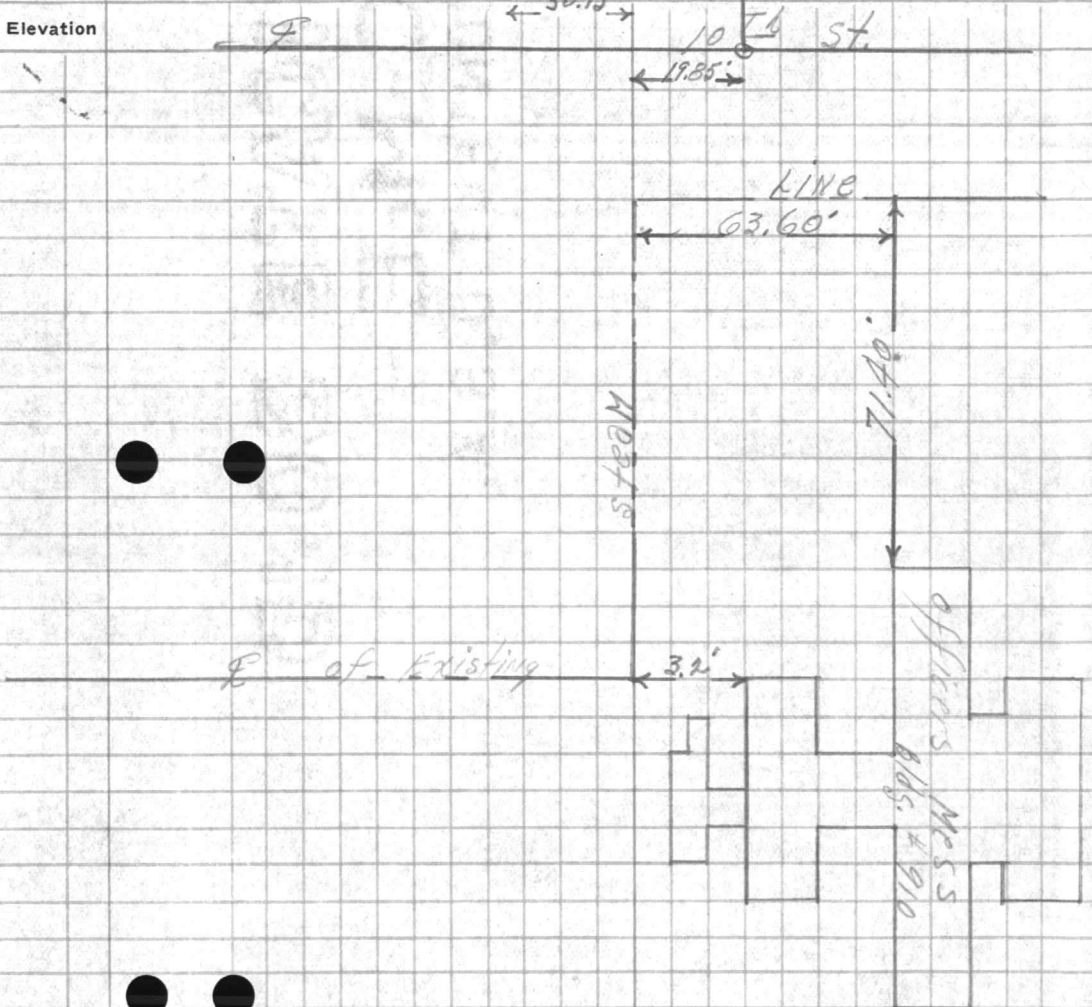 Elevation
℄
10 Th St.
19.85'
LINE
63.60'
71.40'
Steam
℄ of Existing
3.2'
Officers Mess
Bldg. #910